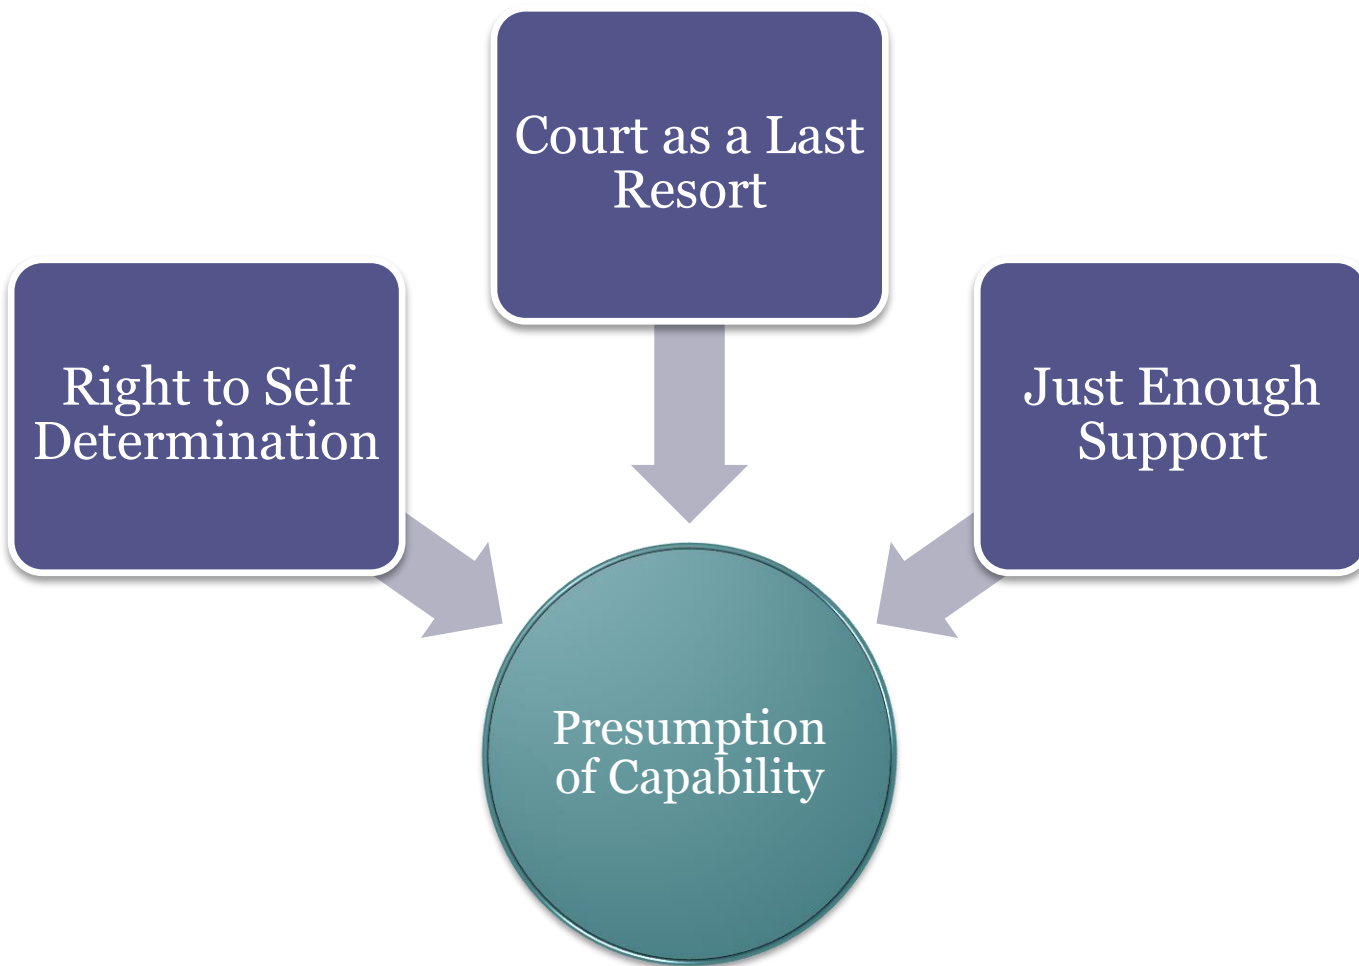 Court as a Last
Resort
Right to Self
Determination
Just Enough
Support
Presumption
of Capability